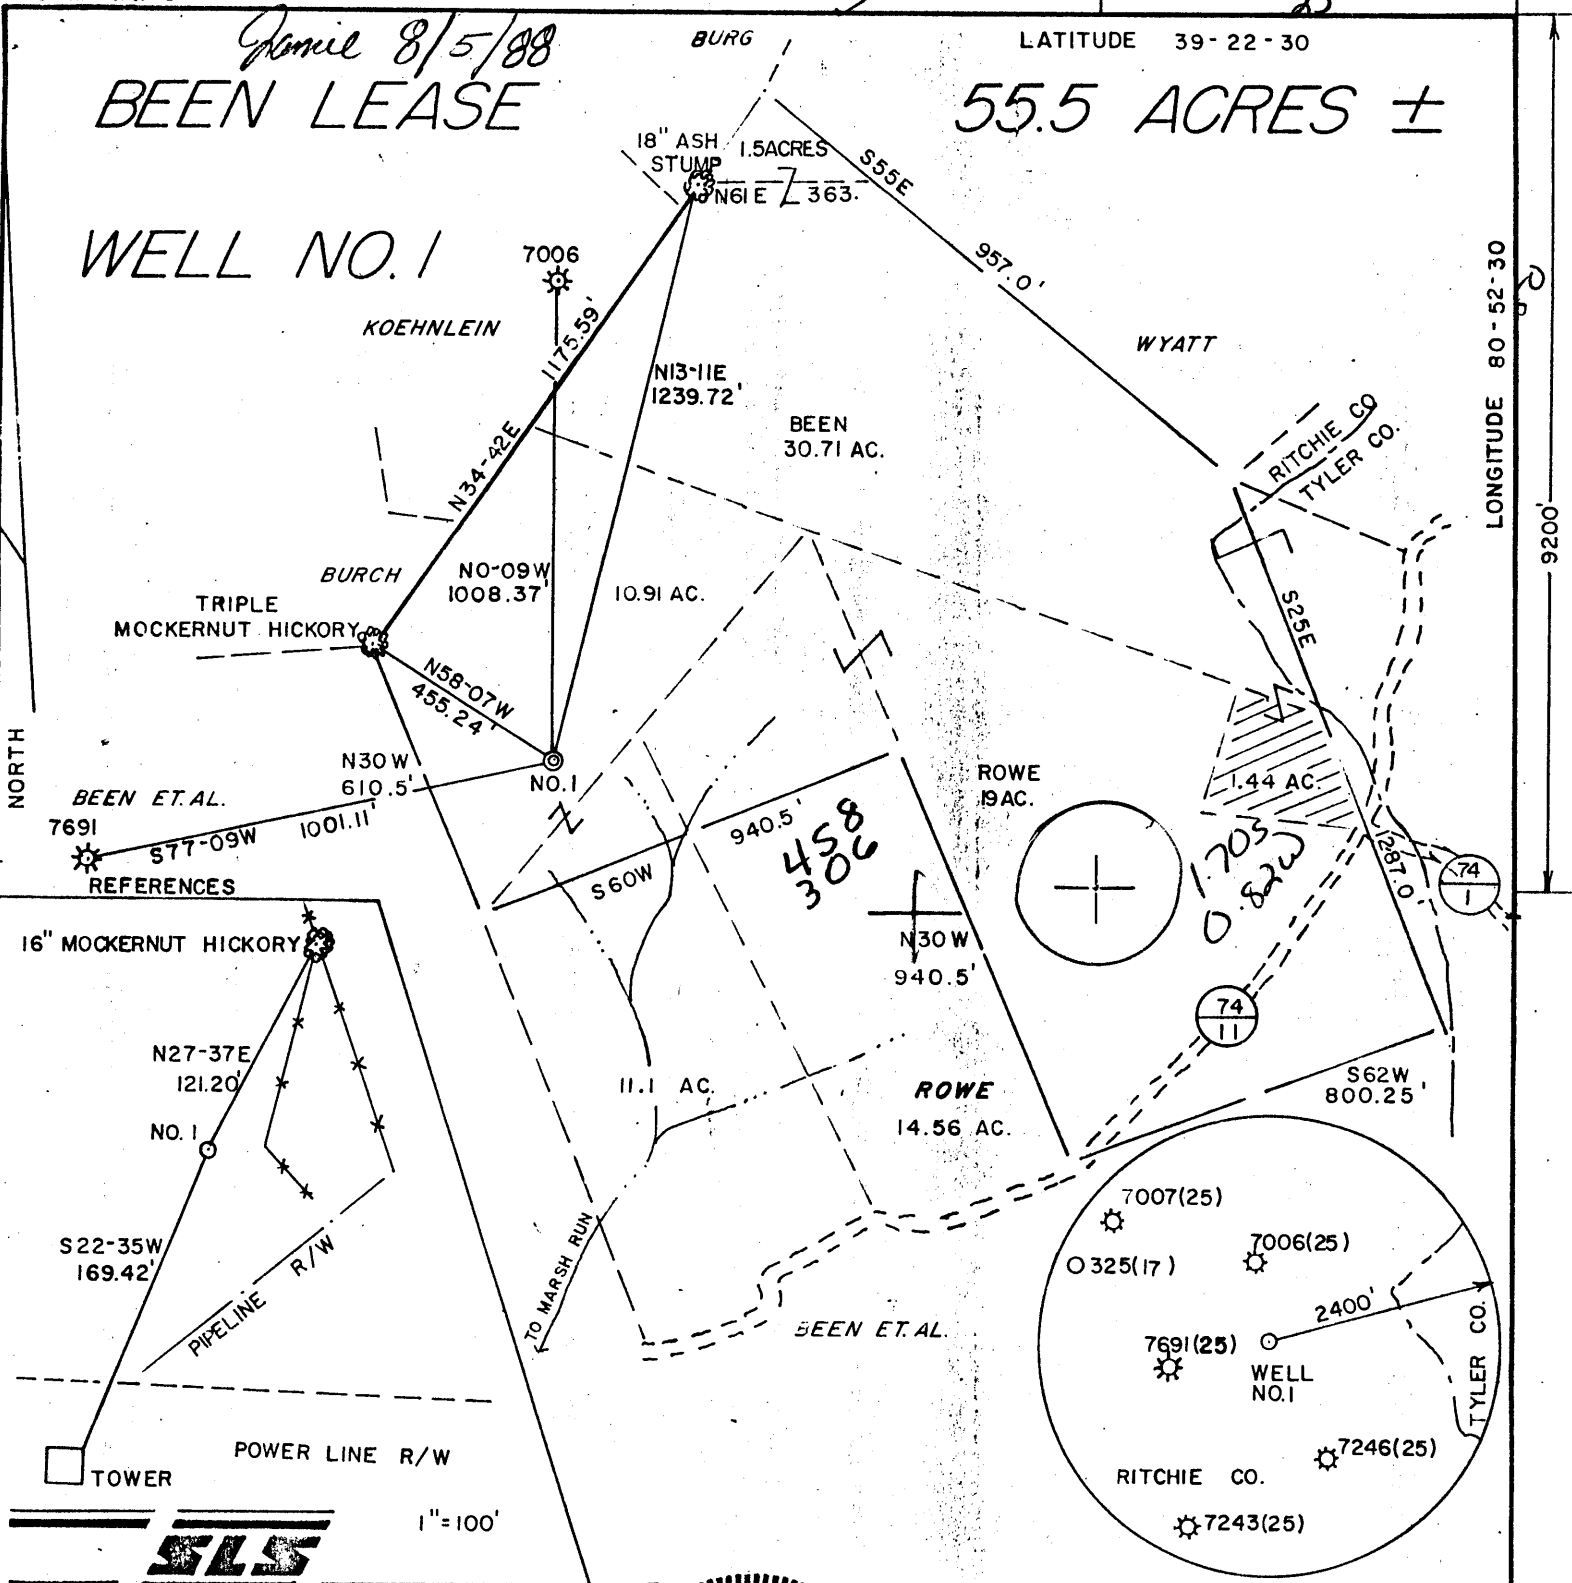 Jamie 8/5/88
BURG
LATITUDE 39-22-30
BEEN LEASE
55.5 ACRES ±
18" ASH
STUMP
1.5ACRES
N61E 363.
S55E
957.0'
WELL NO. 1
7006
KOEHNLEIN
1175.59'
N34-42E
N13-11E
1239.72'
WYATT
LONGITUDE 80-52-30
9200'
BEEN
30.71 AC.
RITCHIE CO
TYLER CO.
BURCH
N0-09W
1008.37'
10.91 AC.
TRIPLE
MOCKERNUT HICKORY
S25E
1287.0'
N58-07W
455.24'
NORTH
N30W
610.5'
NO. 1
BEEN ET. AL.
7691
S77-09W 1001.11'
REFERENCES
S60W 940.5'
458
306
ROWE
19 AC.
1.44 AC.
1.70S
0.82W
74
1
16" MOCKERNUT HICKORY
N30W
940.5'
74
11
N27-37E
121.20'
NO. 1
11.1 AC.
ROWE
14.56 AC.
S62W
800.25'
S22-35W
169.42'
PIPELINE R/W
TO MARSH RUN
BEEN ET. AL.
7007(25)
325(17)
7006(25)
2400'
7691(25)
WELL
NO. 1
TYLER CO.
7246(25)
RITCHIE CO.
7243(25)
POWER LINE R/W
TOWER
1"=100'
SLS